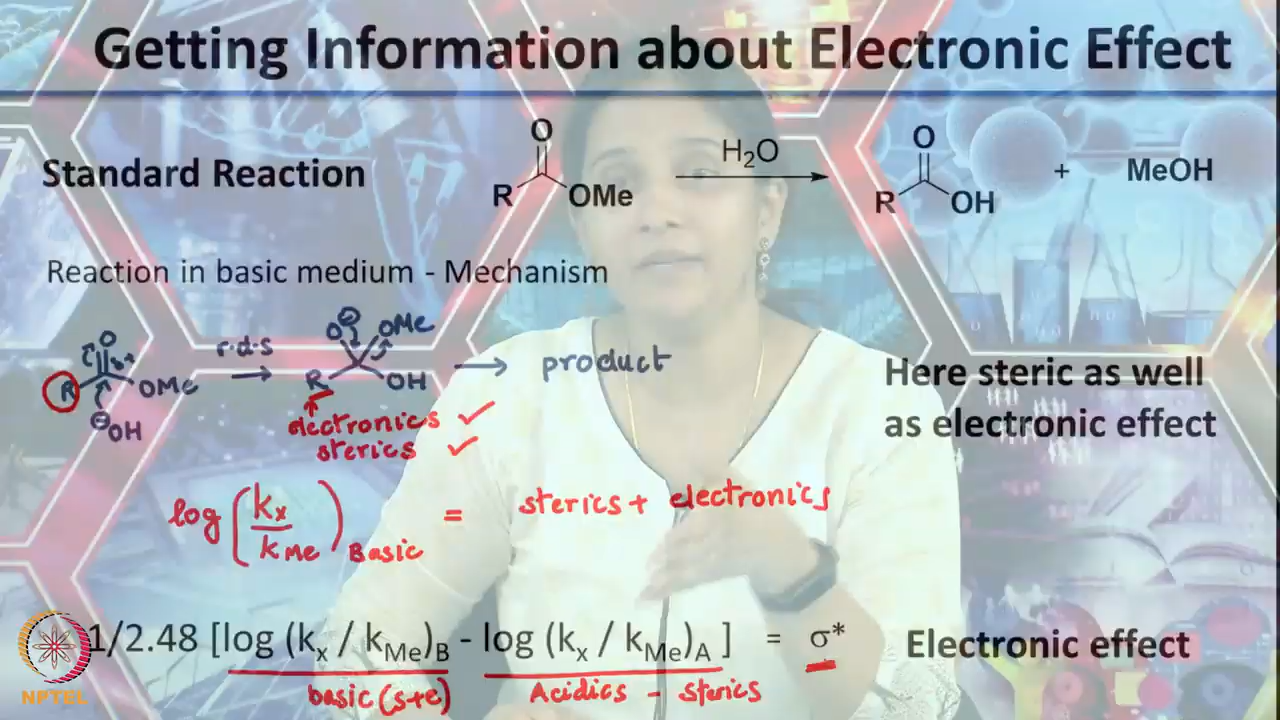 Getting Information about Electronic Effect
Standard Reaction
O
R OMe
H₂O
O
R OH
+ MeOH
Reaction in basic medium - Mechanism
O δ+
R OMe
⊖OH
r.d.s
O⊖ OMe
R OH
product
electronics ✓
sterics ✓
Here steric as well
as electronic effect
log (kx / kMe) Basic = sterics + electronics
1/2.48 [log (kx / kMe)B - log (kx / kMe)A ] = σ* Electronic effect
basic (s+e) Acidics - sterics
NPTEL